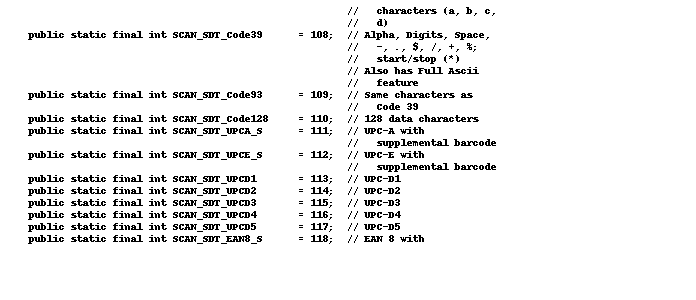 //   characters (a, b, c,
//   d)
public static final int SCAN_SDT_Code39      = 108;  // Alpha, Digits, Space,
//   -, ., $, /, +, %;
//   start/stop (*)
// Also has Full Ascii
//   feature
public static final int SCAN_SDT_Code93      = 109;  // Same characters as
//   Code 39
public static final int SCAN_SDT_Code128     = 110;  // 128 data characters
public static final int SCAN_SDT_UPCA_S      = 111;  // UPC-A with
//   supplemental barcode
public static final int SCAN_SDT_UPCE_S      = 112;  // UPC-E with
//   supplemental barcode
public static final int SCAN_SDT_UPCD1       = 113;  // UPC-D1
public static final int SCAN_SDT_UPCD2       = 114;  // UPC-D2
public static final int SCAN_SDT_UPCD3       = 115;  // UPC-D3
public static final int SCAN_SDT_UPCD4       = 116;  // UPC-D4
public static final int SCAN_SDT_UPCD5       = 117;  // UPC-D5
public static final int SCAN_SDT_EAN8_S      = 118;  // EAN 8 with